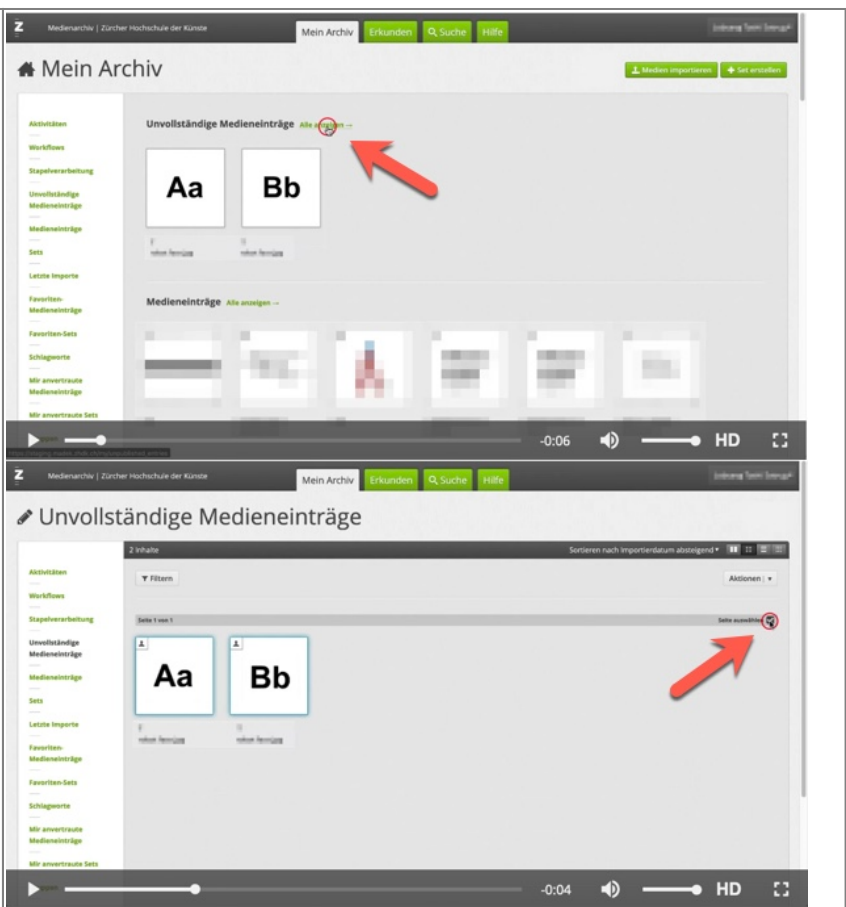 Z Medienarchiv | Zürcher Hochschule der Künste Mein Archiv Erkunden Suche Hilfe
Mein Archiv
Medien importieren Set erstellen
Aktivitäten
Workflows
Stapelverarbeitung
Unvollständige
Medieneinträge
Medieneinträge
Sets
Letzte Importe
Favoriten-
Medieneinträge
Favoriten-Sets
Schlagworte
Mir anvertraute
Medieneinträge
Mir anvertraute Sets
Unvollständige Medieneinträge Alle anzeigen →
Aa Bb
Medieneinträge Alle anzeigen →
-0:06 HD
Z Medienarchiv | Zürcher Hochschule der Künste Mein Archiv Erkunden Suche Hilfe
Unvollständige Medieneinträge
Aktivitäten
Workflows
Stapelverarbeitung
Unvollständige
Medieneinträge
Medieneinträge
Sets
Letzte Importe
Favoriten-
Medieneinträge
Favoriten-Sets
Schlagworte
Mir anvertraute
Medieneinträge
Mir anvertraute Sets
2 Inhalte Sortieren nach Importierdatum absteigend
Filtern Aktionen
Seite 1 von 1 Seite auswählen
Aa Bb
-0:04 HD